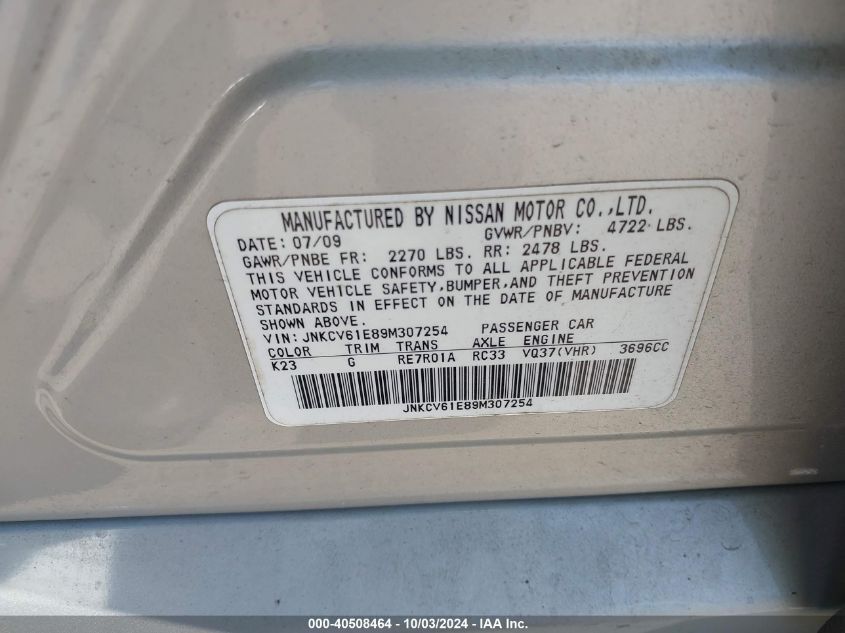 MANUFACTURED BY NISSAN MOTOR CO.,LTD.
DATE: 07/09 GVWR/PNBV: 4722 LBS.
GAWR/PNBE FR: 2270 LBS. RR: 2478 LBS.
THIS VEHICLE CONFORMS TO ALL APPLICABLE FEDERAL
MOTOR VEHICLE SAFETY,BUMPER,AND THEFT PREVENTION
STANDARDS IN EFFECT ON THE DATE OF MANUFACTURE
SHOWN ABOVE.
VIN: JNKCV61E89M307254 PASSENGER CAR
COLOR TRIM TRANS AXLE ENGINE
K23 G RE7R01A RC33 VQ37(VHR) 3696CC
JNKCV61E89M307254
000-40508464 - 10/03/2024 - IAA Inc.